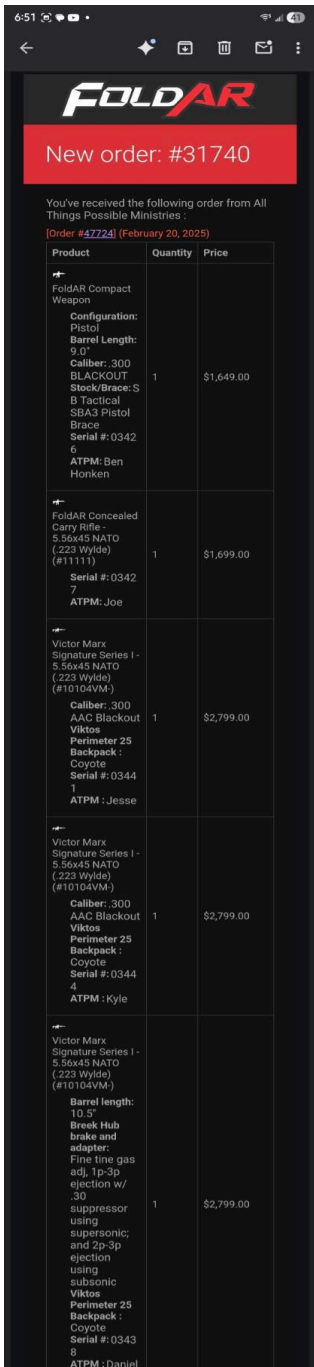 6:51
41
FOLDAR
New order: #31740
You've received the following order from All
Things Possible Ministries :
[Order #47724] (February 20, 2025)
Product Quantity Price
FoldAR Compact
Weapon
Configuration:
Pistol
Barrel Length:
9.0"
Caliber: .300
BLACKOUT
Stock/Brace: S
B Tactical
SBA3 Pistol
Brace
Serial #: 0342
6
ATPM: Ben
Honken
1 $1,649.00
FoldAR Concealed
Carry Rifle -
5.56x45 NATO
(.223 Wylde)
(#11111)
Serial #: 0342
7
ATPM: Joe
1 $1,699.00
Victor Marx
Signature Series I -
5.56x45 NATO
(.223 Wylde)
(#10104VM-)
Caliber: .300
AAC Blackout
Viktos
Perimeter 25
Backpack :
Coyote
Serial #: 0344
1
ATPM : Jesse
1 $2,799.00
Victor Marx
Signature Series I -
5.56x45 NATO
(.223 Wylde)
(#10104VM-)
Caliber: .300
AAC Blackout
Viktos
Perimeter 25
Backpack :
Coyote
Serial #: 0344
4
ATPM : Kyle
1 $2,799.00
Victor Marx
Signature Series I -
5.56x45 NATO
(.223 Wylde)
(#10104VM-)
Barrel length:
10.5"
Breek Hub
brake and
adapter:
Fine tine gas
adj, 1p-3p
ejection w/
.30
suppressor
using
supersonic;
and 2p-3p
ejection
using
subsonic
Viktos
Perimeter 25
Backpack :
Coyote
Serial #: 0343
8
ATPM : Daniel
1 $2,799.00